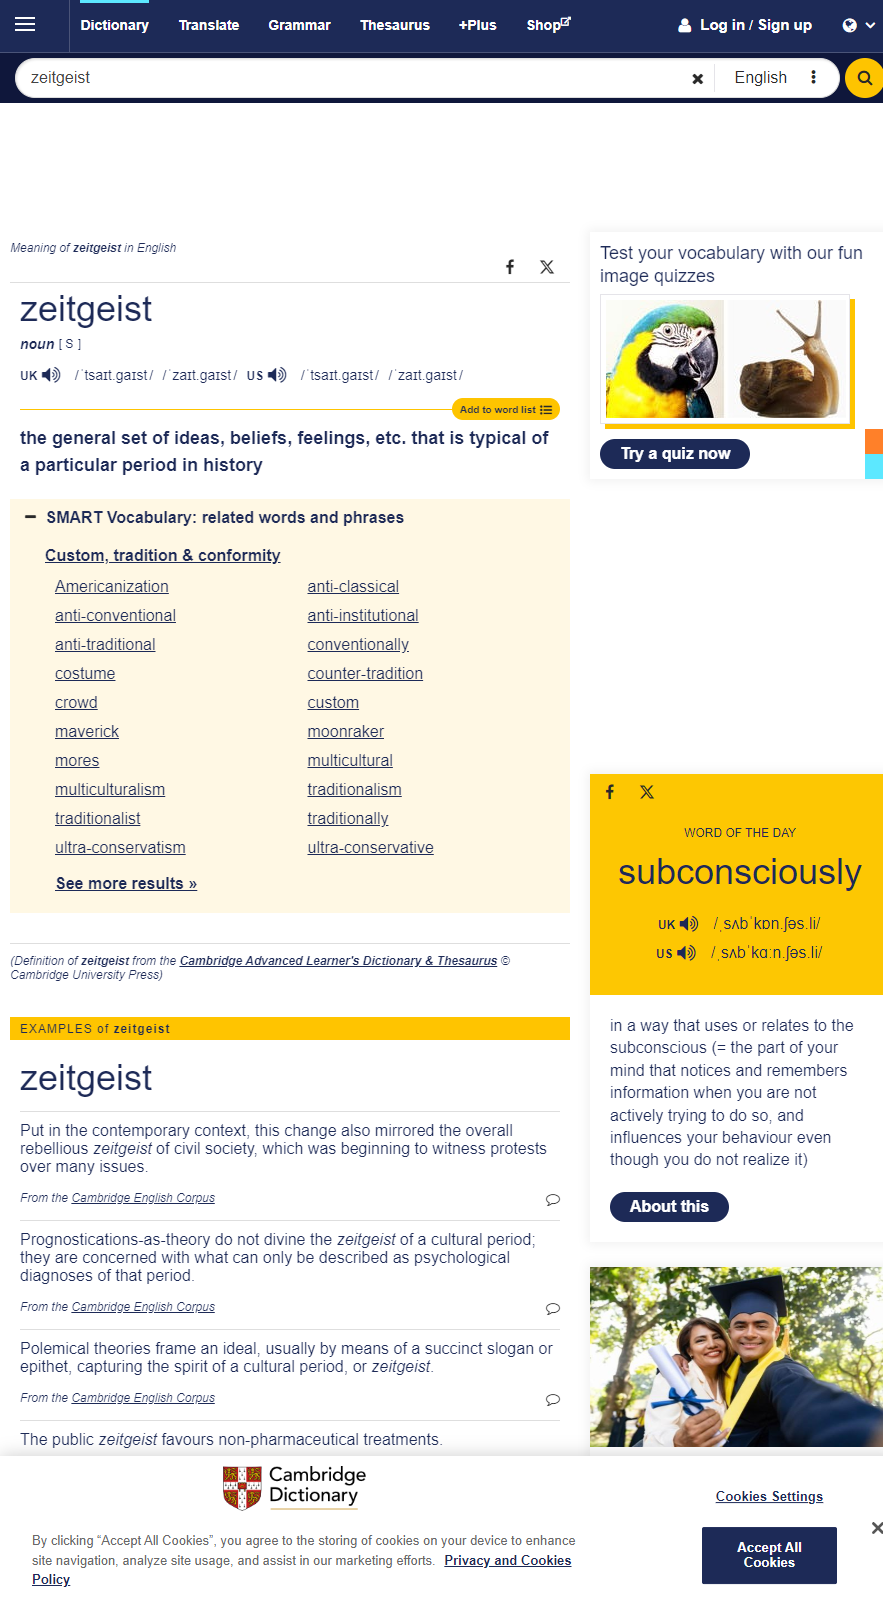 Dictionary Translate Grammar Thesaurus +Plus Shop Log in / Sign up
zeitgeist English
Meaning of zeitgeist in English
zeitgeist
noun [ S ]
UK /ˈtsaɪt.ɡaɪst/ /ˈzaɪt.ɡaɪst/ US /ˈtsaɪt.ɡaɪst/ /ˈzaɪt.ɡaɪst/
Add to word list
the general set of ideas, beliefs, feelings, etc. that is typical of
a particular period in history
SMART Vocabulary: related words and phrases
Custom, tradition & conformity
Americanization anti-classical
anti-conventional anti-institutional
anti-traditional conventionally
costume counter-tradition
crowd custom
maverick moonraker
mores multicultural
multiculturalism traditionalism
traditionalist traditionally
ultra-conservatism ultra-conservative
See more results »
(Definition of zeitgeist from the Cambridge Advanced Learner's Dictionary & Thesaurus ©
Cambridge University Press)
EXAMPLES of zeitgeist
zeitgeist
Put in the contemporary context, this change also mirrored the overall
rebellious zeitgeist of civil society, which was beginning to witness protests
over many issues.
From the Cambridge English Corpus
Prognostications-as-theory do not divine the zeitgeist of a cultural period;
they are concerned with what can only be described as psychological
diagnoses of that period.
From the Cambridge English Corpus
Polemical theories frame an ideal, usually by means of a succinct slogan or
epithet, capturing the spirit of a cultural period, or zeitgeist.
From the Cambridge English Corpus
The public zeitgeist favours non-pharmaceutical treatments.
Test your vocabulary with our fun
image quizzes
Try a quiz now
WORD OF THE DAY
subconsciously
UK /ˌsʌbˈkɒn.ʃəs.li/
US /ˌsʌbˈkɑːn.ʃəs.li/
in a way that uses or relates to the
subconscious (= the part of your
mind that notices and remembers
information when you are not
actively trying to do so, and
influences your behaviour even
though you do not realize it)
About this
Cambridge
Dictionary
By clicking “Accept All Cookies”, you agree to the storing of cookies on your device to enhance
site navigation, analyze site usage, and assist in our marketing efforts. Privacy and Cookies
Policy
Cookies Settings
Accept All
Cookies